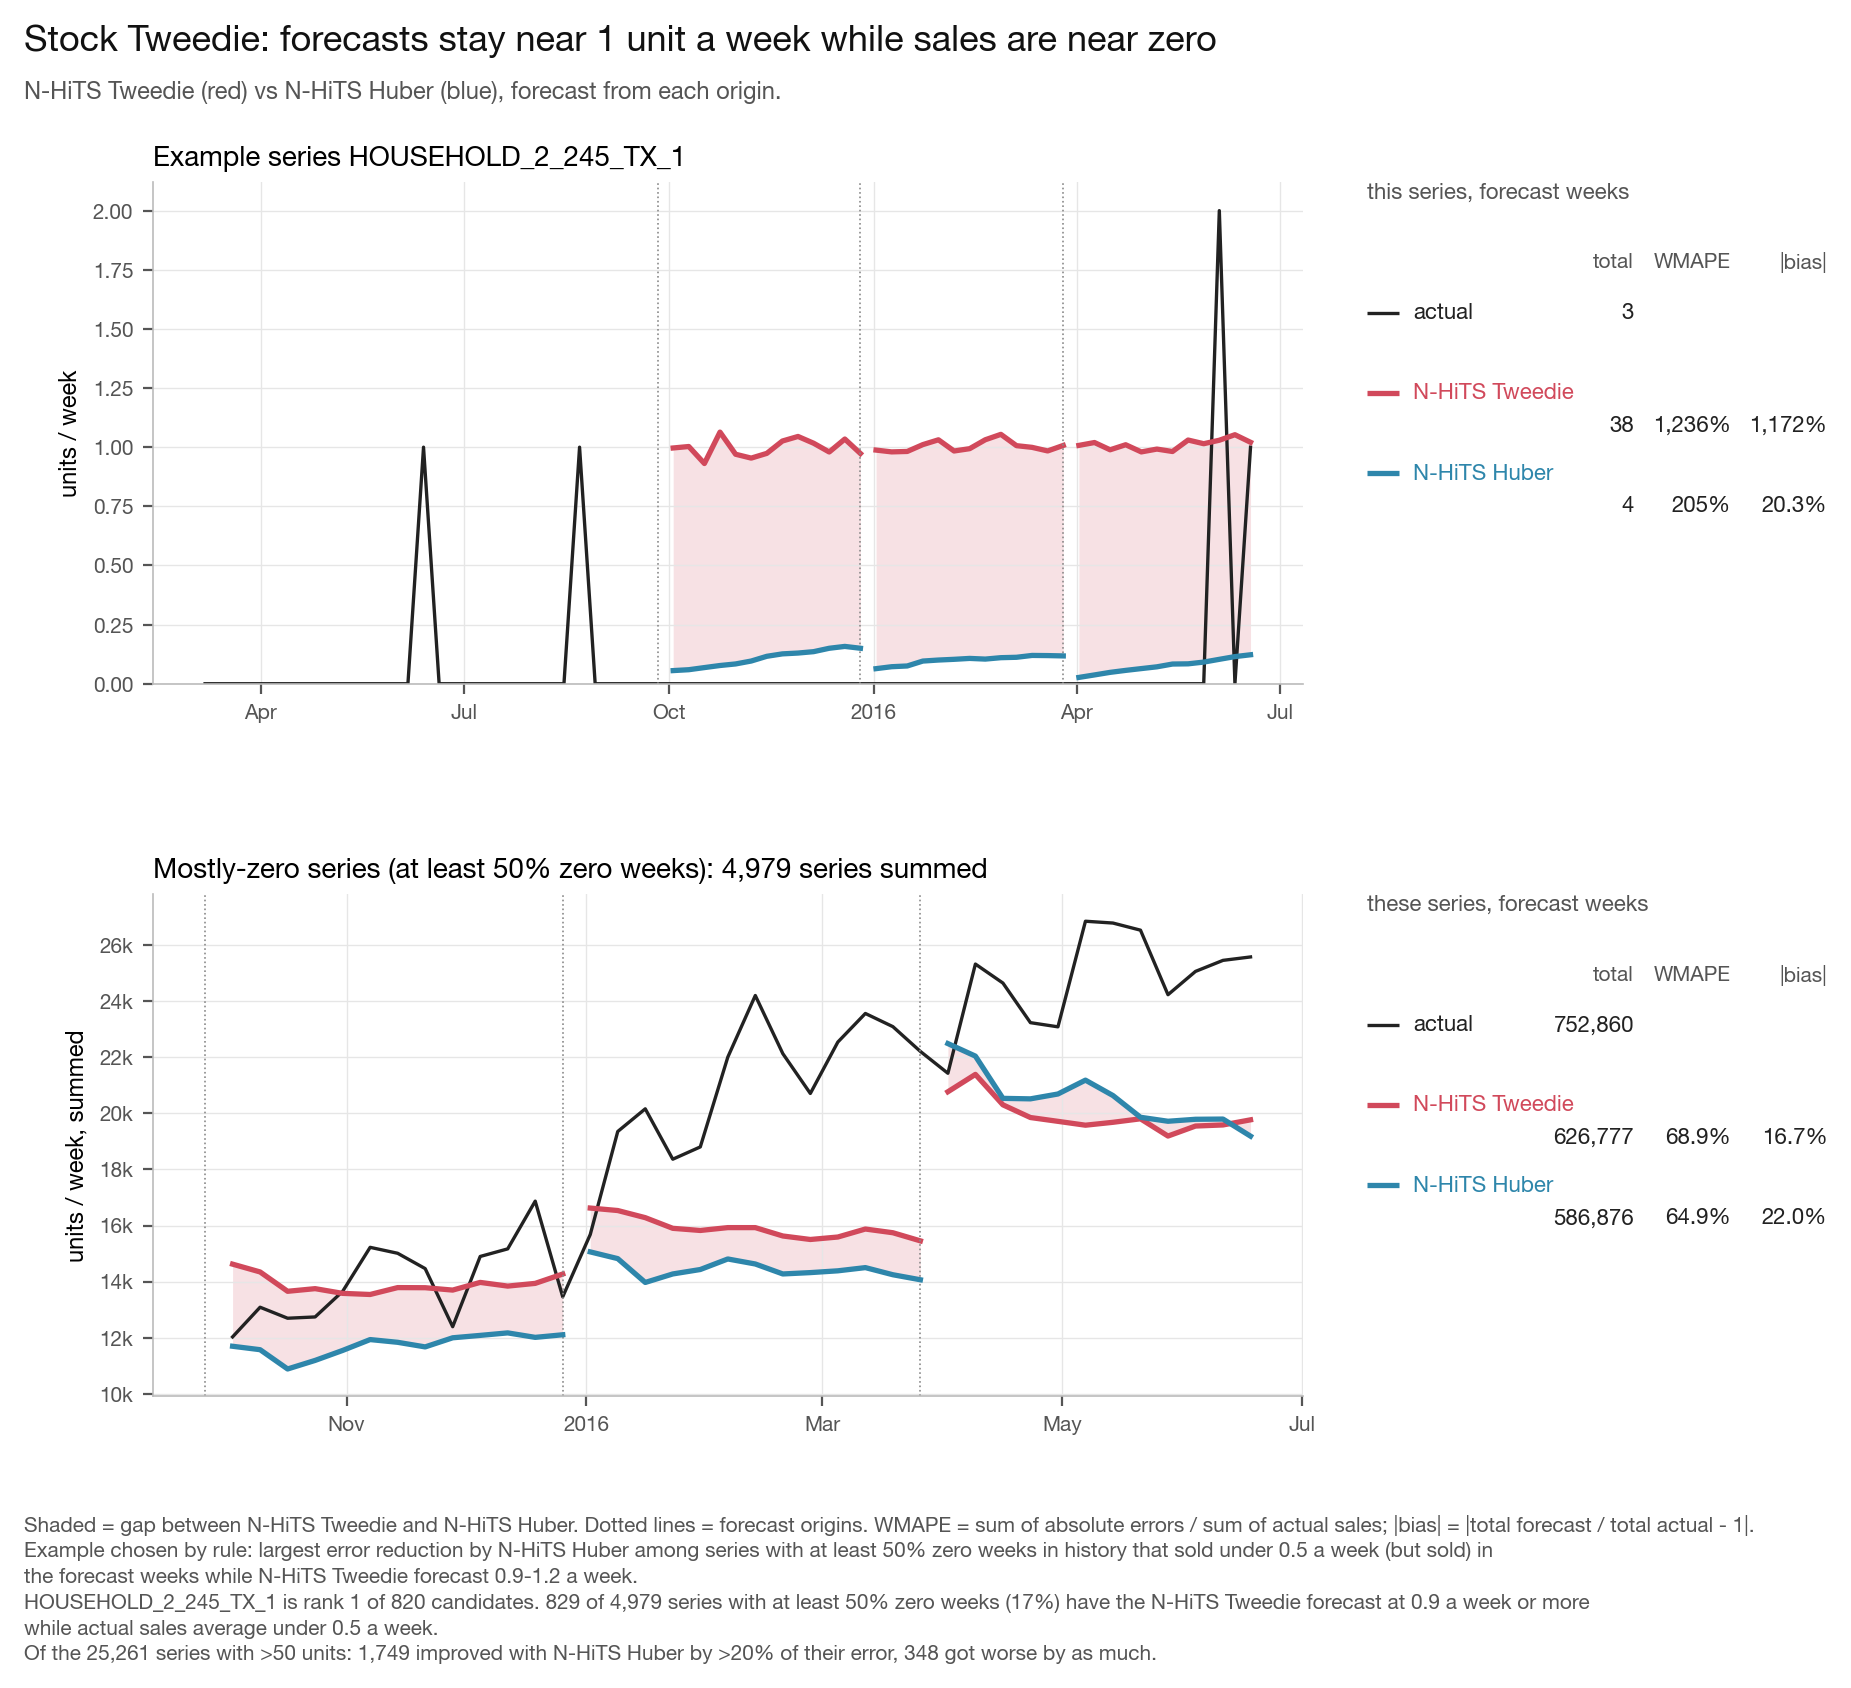 Stock Tweedie: forecasts stay near 1 unit a week while sales are near zero
N-HiTS Tweedie (red) vs N-HiTS Huber (blue), forecast from each origin.
Example series HOUSEHOLD_2_245_TX_1
units / week
2.00
1.75
1.50
1.25
1.00
0.75
0.50
0.25
0.00
Apr
Jul
Oct
2016
Apr
Jul
this series, forecast weeks
total WMAPE |bias|
actual 3
N-HiTS Tweedie
38 1,236% 1,172%
N-HiTS Huber
4 205% 20.3%
Mostly-zero series (at least 50% zero weeks): 4,979 series summed
units / week, summed
26k
24k
22k
20k
18k
16k
14k
12k
10k
Nov
2016
Mar
May
Jul
these series, forecast weeks
total WMAPE |bias|
actual 752,860
N-HiTS Tweedie
626,777 68.9% 16.7%
N-HiTS Huber
586,876 64.9% 22.0%
Shaded = gap between N-HiTS Tweedie and N-HiTS Huber. Dotted lines = forecast origins. WMAPE = sum of absolute errors / sum of actual sales; |bias| = |total forecast / total actual - 1|.
Example chosen by rule: largest error reduction by N-HiTS Huber among series with at least 50% zero weeks in history that sold under 0.5 a week (but sold) in
the forecast weeks while N-HiTS Tweedie forecast 0.9-1.2 a week.
HOUSEHOLD_2_245_TX_1 is rank 1 of 820 candidates. 829 of 4,979 series with at least 50% zero weeks (17%) have the N-HiTS Tweedie forecast at 0.9 a week or more
while actual sales average under 0.5 a week.
Of the 25,261 series with >50 units: 1,749 improved with N-HiTS Huber by >20% of their error, 348 got worse by as much.